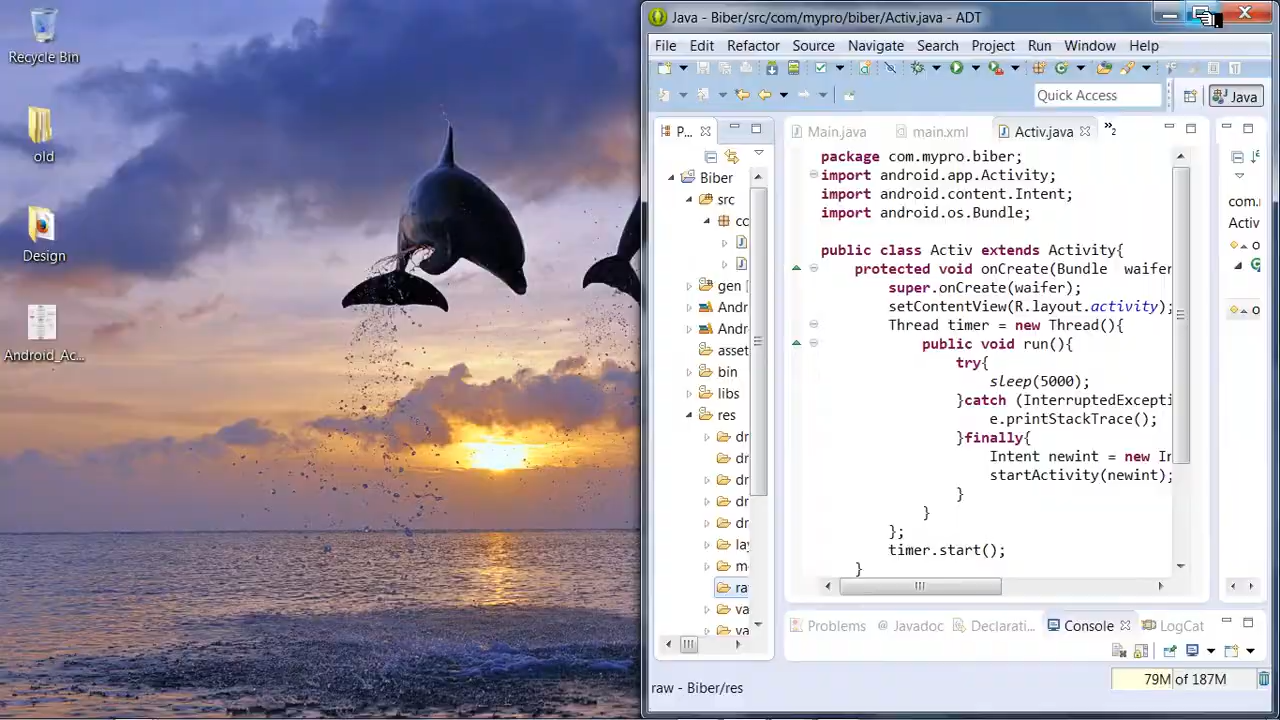 Recycle Bin
old
Design
Android_Ac...
Java - Biber/src/com/mypro/biber/Activ.java - ADT
File Edit Refactor Source Navigate Search Project Run Window Help
Quick Access
Java
P...
Main.java
main.xml
Activ.java
2
Biber
src
cc
gen [
Andr
Andr
asset
bin
libs
res
dr
dr
dr
dr
dr
lay
m
ra
va
va
package com.mypro.biber;
import android.app.Activity;
import android.content.Intent;
import android.os.Bundle;
public class Activ extends Activity{
protected void onCreate(Bundle waifer
super.onCreate(waifer);
setContentView(R.layout.activity);
Thread timer = new Thread(){
public void run(){
try{
sleep(5000);
}catch (InterruptedExcepti
e.printStackTrace();
}finally{
Intent newint = new In
startActivity(newint);
}
}
};
timer.start();
}
com.
Activ
Problems
@ Javadoc
Declarati...
Console
LogCat
raw - Biber/res
79M of 187M